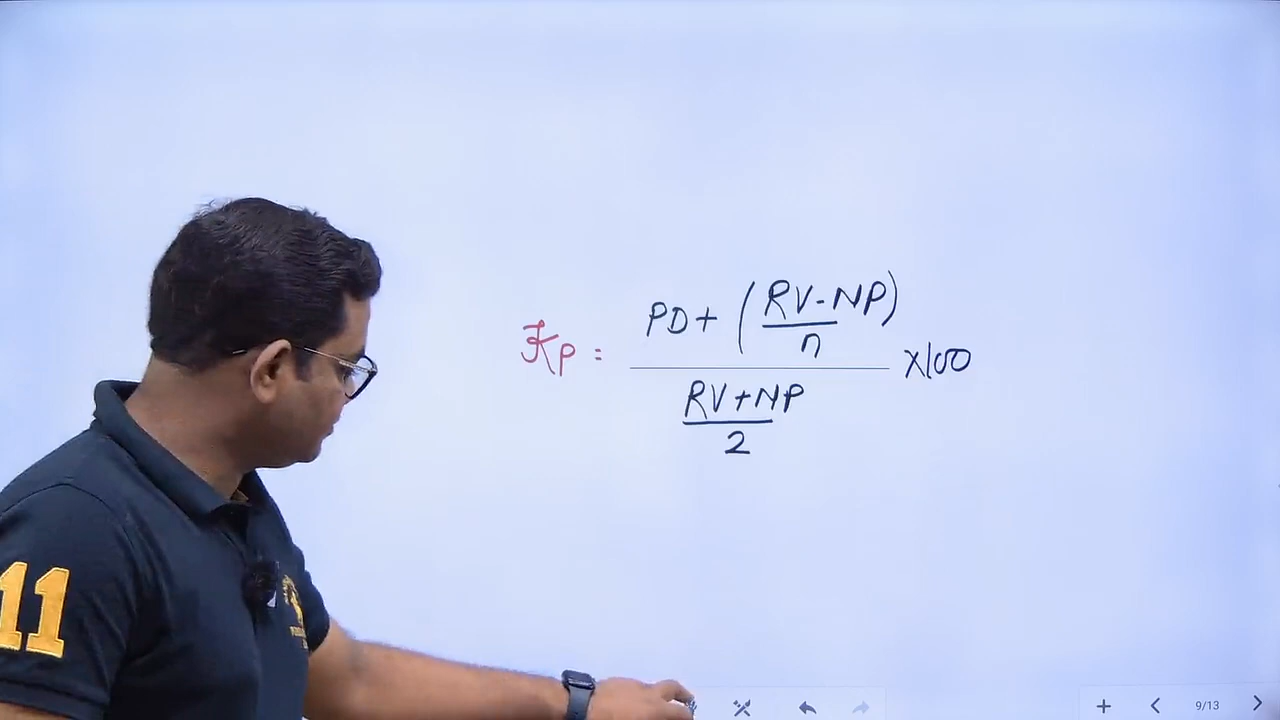 Kp = PD + (RV - NP)
n
RV + NP
2
X100
11
9/13